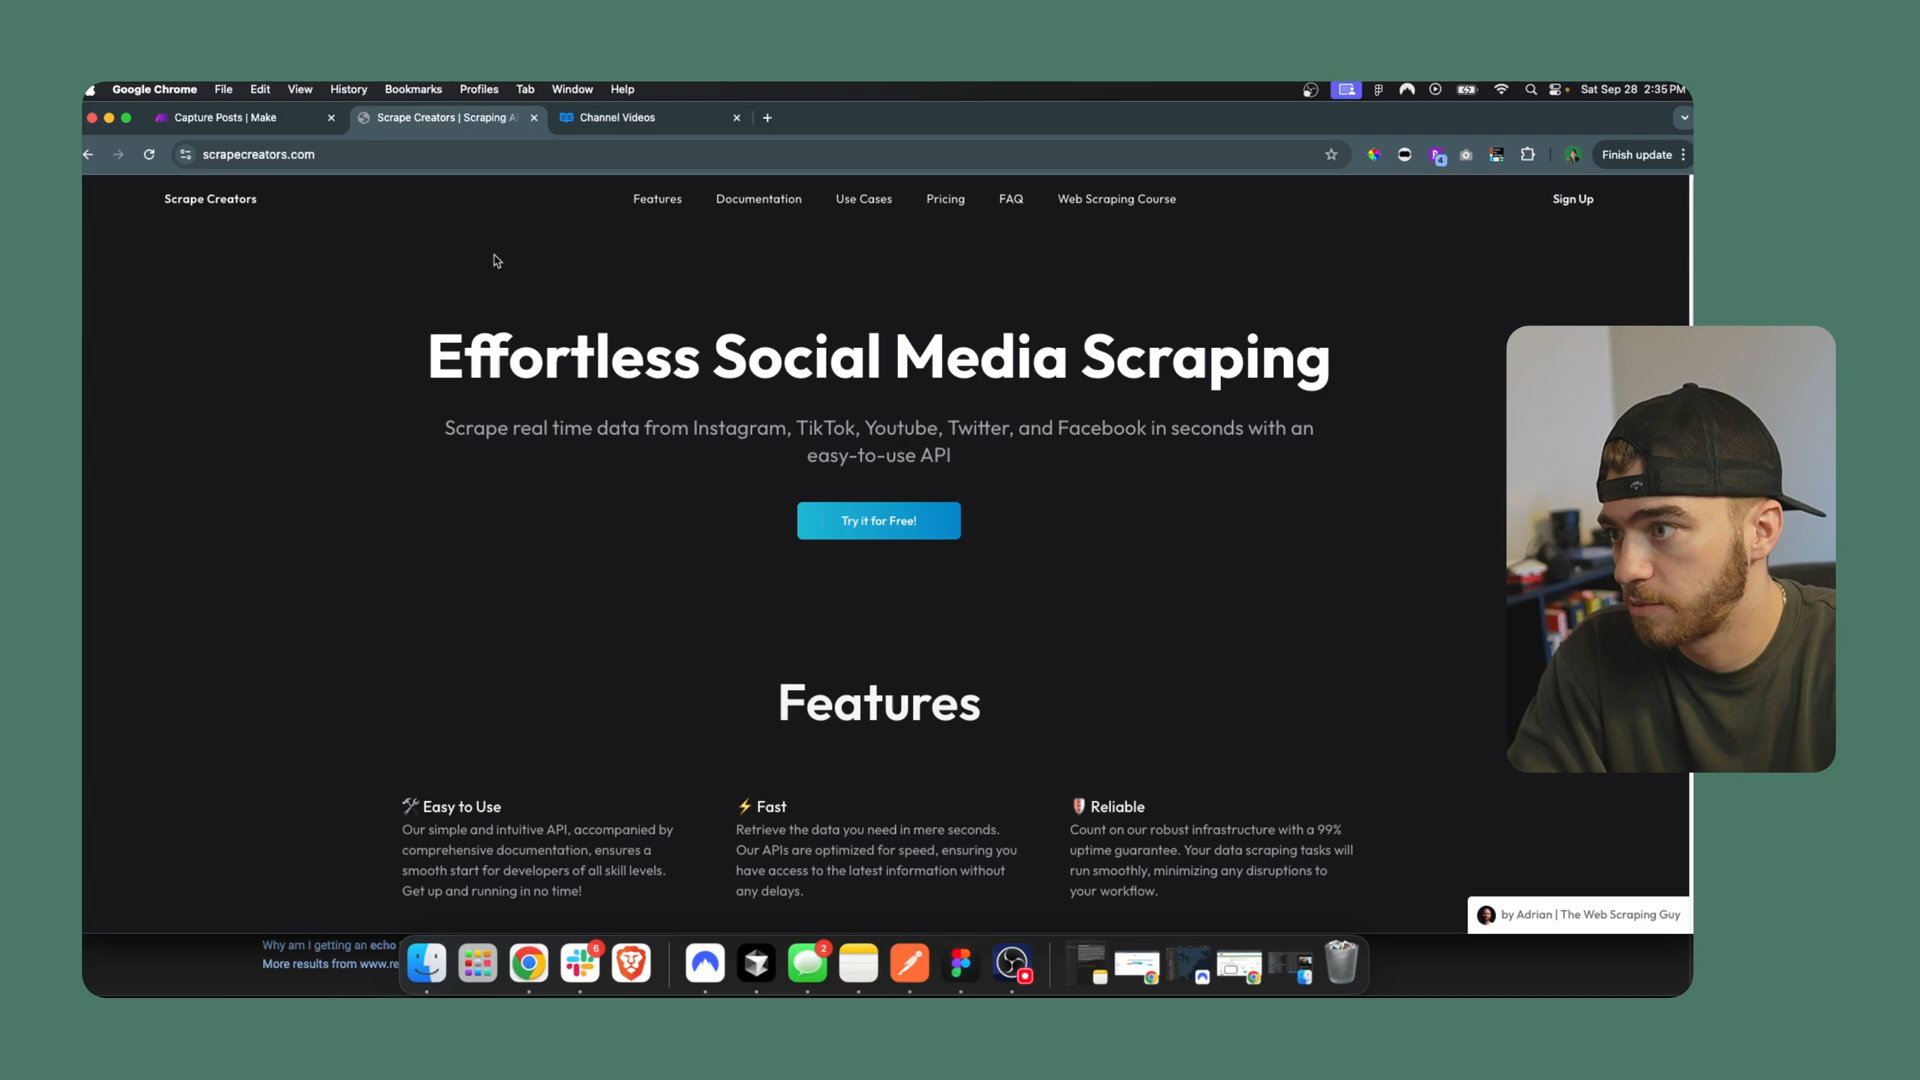 Google Chrome File Edit View History Bookmarks Profiles Tab Window Help
Sat Sep 28 2:35PM
Capture Posts | Make
Scrape Creators | Scraping A
Channel Videos
scrapecreators.com
4
Finish update
Scrape Creators
Features
Documentation
Use Cases
Pricing
FAQ
Web Scraping Course
Sign Up
Effortless Social Media Scraping
Scrape real time data from Instagram, TikTok, Youtube, Twitter, and Facebook in seconds with an
easy-to-use API
Try it for Free!
Features
Easy to Use
Our simple and intuitive API, accompanied by
comprehensive documentation, ensures a
smooth start for developers of all skill levels.
Get up and running in no time!
Fast
Retrieve the data you need in mere seconds.
Our APIs are optimized for speed, ensuring you
have access to the latest information without
any delays.
Reliable
Count on our robust infrastructure with a 99%
uptime guarantee. Your data scraping tasks will
run smoothly, minimizing any disruptions to
your workflow.
by Adrian | The Web Scraping Guy
Why am I getting an echo
More results from www.re
6
2